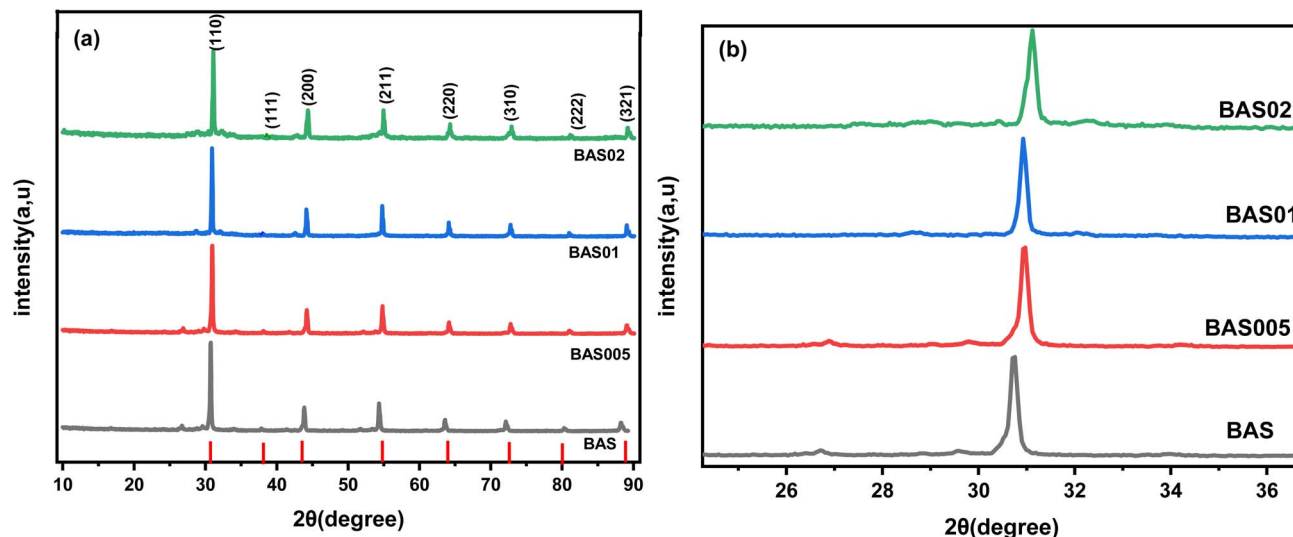 (a)
(110)
(111)
(200)
(211)
(220)
(310)
(222)
(321)
BAS02
BAS01
BAS005
BAS
intensity(a,u)
10 20 30 40 50 60 70 80 90
2θ(degree)
(b)
BAS02
BAS01
BAS005
BAS
intensity(a,u)
26 28 30 32 34 36
2θ(degree)